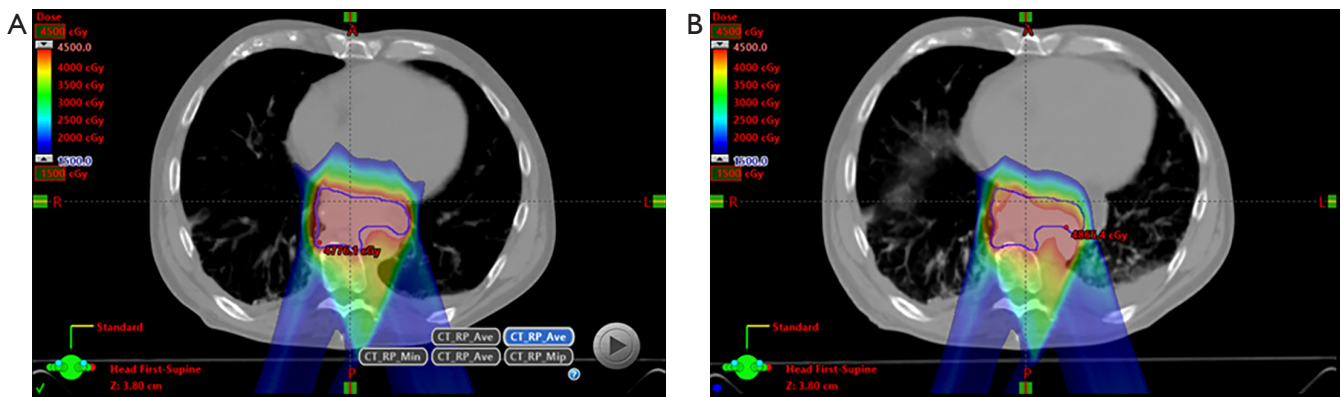 A
Dose
4500 cGy
4500.0
4000 cGy
3500 cGy
3000 cGy
2500 cGy
2000 cGy
1500.0
1500 cGy
A
R
L
4776.1 cGy
Standard
CT_RP_Ave CT_RP_Ave
CT_RP_Min CT_RP_Ave CT_RP_Mip
?
Head First-Supine
Z: 3.80 cm
P
B
Dose
4500 cGy
4500.0
4000 cGy
3500 cGy
3000 cGy
2500 cGy
2000 cGy
1500.0
1500 cGy
A
R
L
4866.4 cGy
Standard
Head First-Supine
Z: 3.80 cm
P